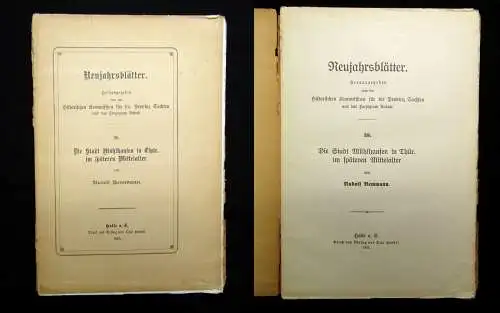 Neujahrsblätter.
Herausgegeben
von der
Historischen Kommission für die Provinz Sachsen
und das Herzogtum Anhalt.
Die Stadt Mühlhausen in Thür.
im späteren Mittelalter
von
Rudolf Bemmann.
Halle a. S.
Druck und Verlag von Otto Hendel.
Neujahrsblätter.
Herausgegeben
von der
Historischen Kommission für die Provinz Sachsen
und das Herzogtum Anhalt.
Die Stadt Mühlhausen in Thür.
im späteren Mittelalter
von
Rudolf Bemmann.
Halle a. S.
Druck und Verlag von Otto Hendel.